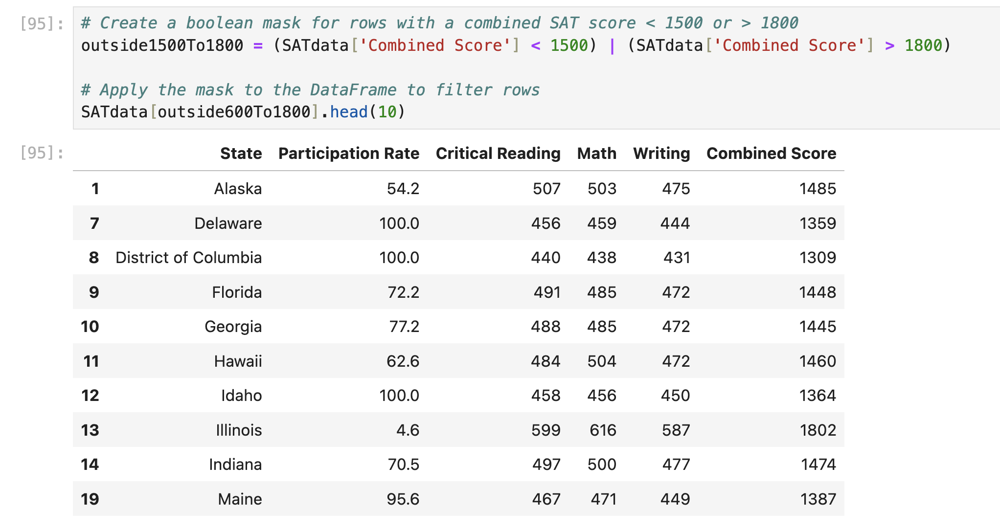 [95]: # Create a boolean mask for rows with a combined SAT score < 1500 or > 1800
outside1500To1800 = (SATdata['Combined Score'] < 1500) | (SATdata['Combined Score'] > 1800)
# Apply the mask to the DataFrame to filter rows
SATdata[outside600To1800].head(10)
[95]: State Participation Rate Critical Reading Math Writing Combined Score
1 Alaska 54.2 507 503 475 1485
7 Delaware 100.0 456 459 444 1359
8 District of Columbia 100.0 440 438 431 1309
9 Florida 72.2 491 485 472 1448
10 Georgia 77.2 488 485 472 1445
11 Hawaii 62.6 484 504 472 1460
12 Idaho 100.0 458 456 450 1364
13 Illinois 4.6 599 616 587 1802
14 Indiana 70.5 497 500 477 1474
19 Maine 95.6 467 471 449 1387